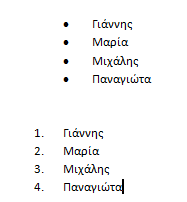 • Γιάννης
• Μαρία
• Μιχάλης
• Παναγιώτα
1. Γιάννης
2. Μαρία
3. Μιχάλης
4. Παναγιώτα